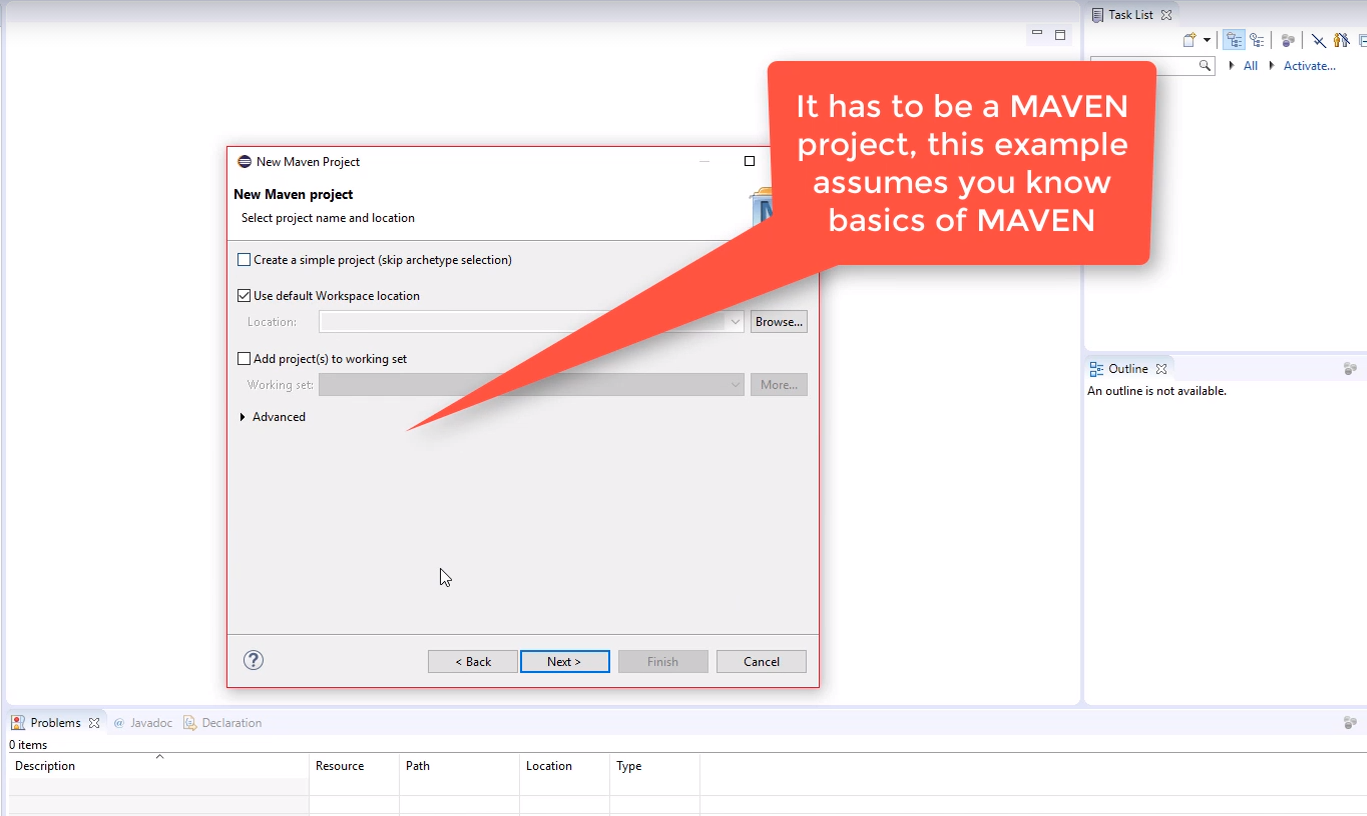 Task List
All Activate...
It has to be a MAVEN
project, this example
assumes you know
basics of MAVEN
New Maven Project
New Maven project
Select project name and location
Create a simple project (skip archetype selection)
Use default Workspace location
Location:
Browse...
Add project(s) to working set
Working set:
More...
Advanced
< Back Next > Finish Cancel
Outline
An outline is not available.
Problems @ Javadoc Declaration
0 items
Description Resource Path Location Type